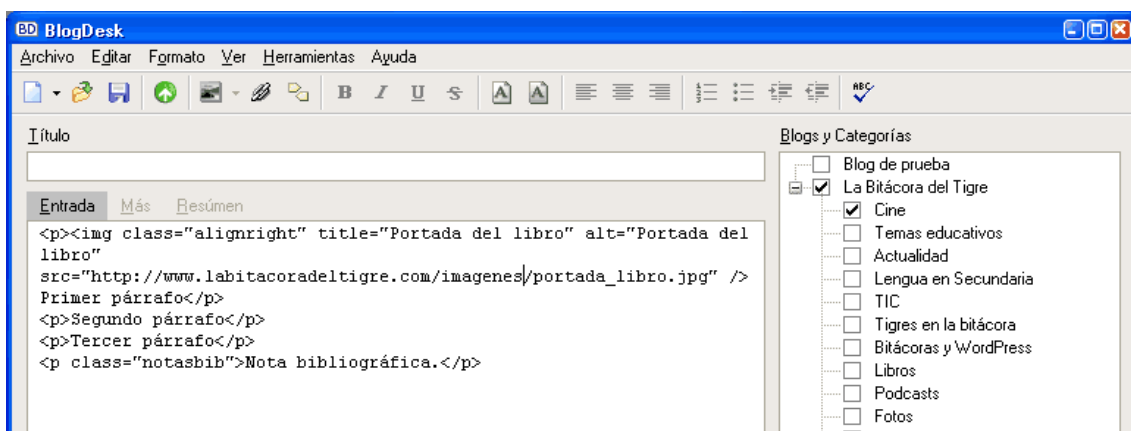 BD BlogDesk
Archivo Editar Formato Ver Herramientas Ayuda
B I U S A A ABC
Título
Blogs y Categorías
Entrada Más Resúmen
<p><img class="alignright" title="Portada del libro" alt="Portada del
libro"
src="http://www.labitacoradeltigre.com/imagenes/portada_libro.jpg" />
Primer párrafo</p>
<p>Segundo párrafo</p>
<p>Tercer párrafo</p>
<p class="notasbib">Nota bibliográfica.</p>
Blog de prueba
La Bitácora del Tigre
Cine
Temas educativos
Actualidad
Lengua en Secundaria
TIC
Tigres en la bitácora
Bitácoras y WordPress
Libros
Podcasts
Fotos